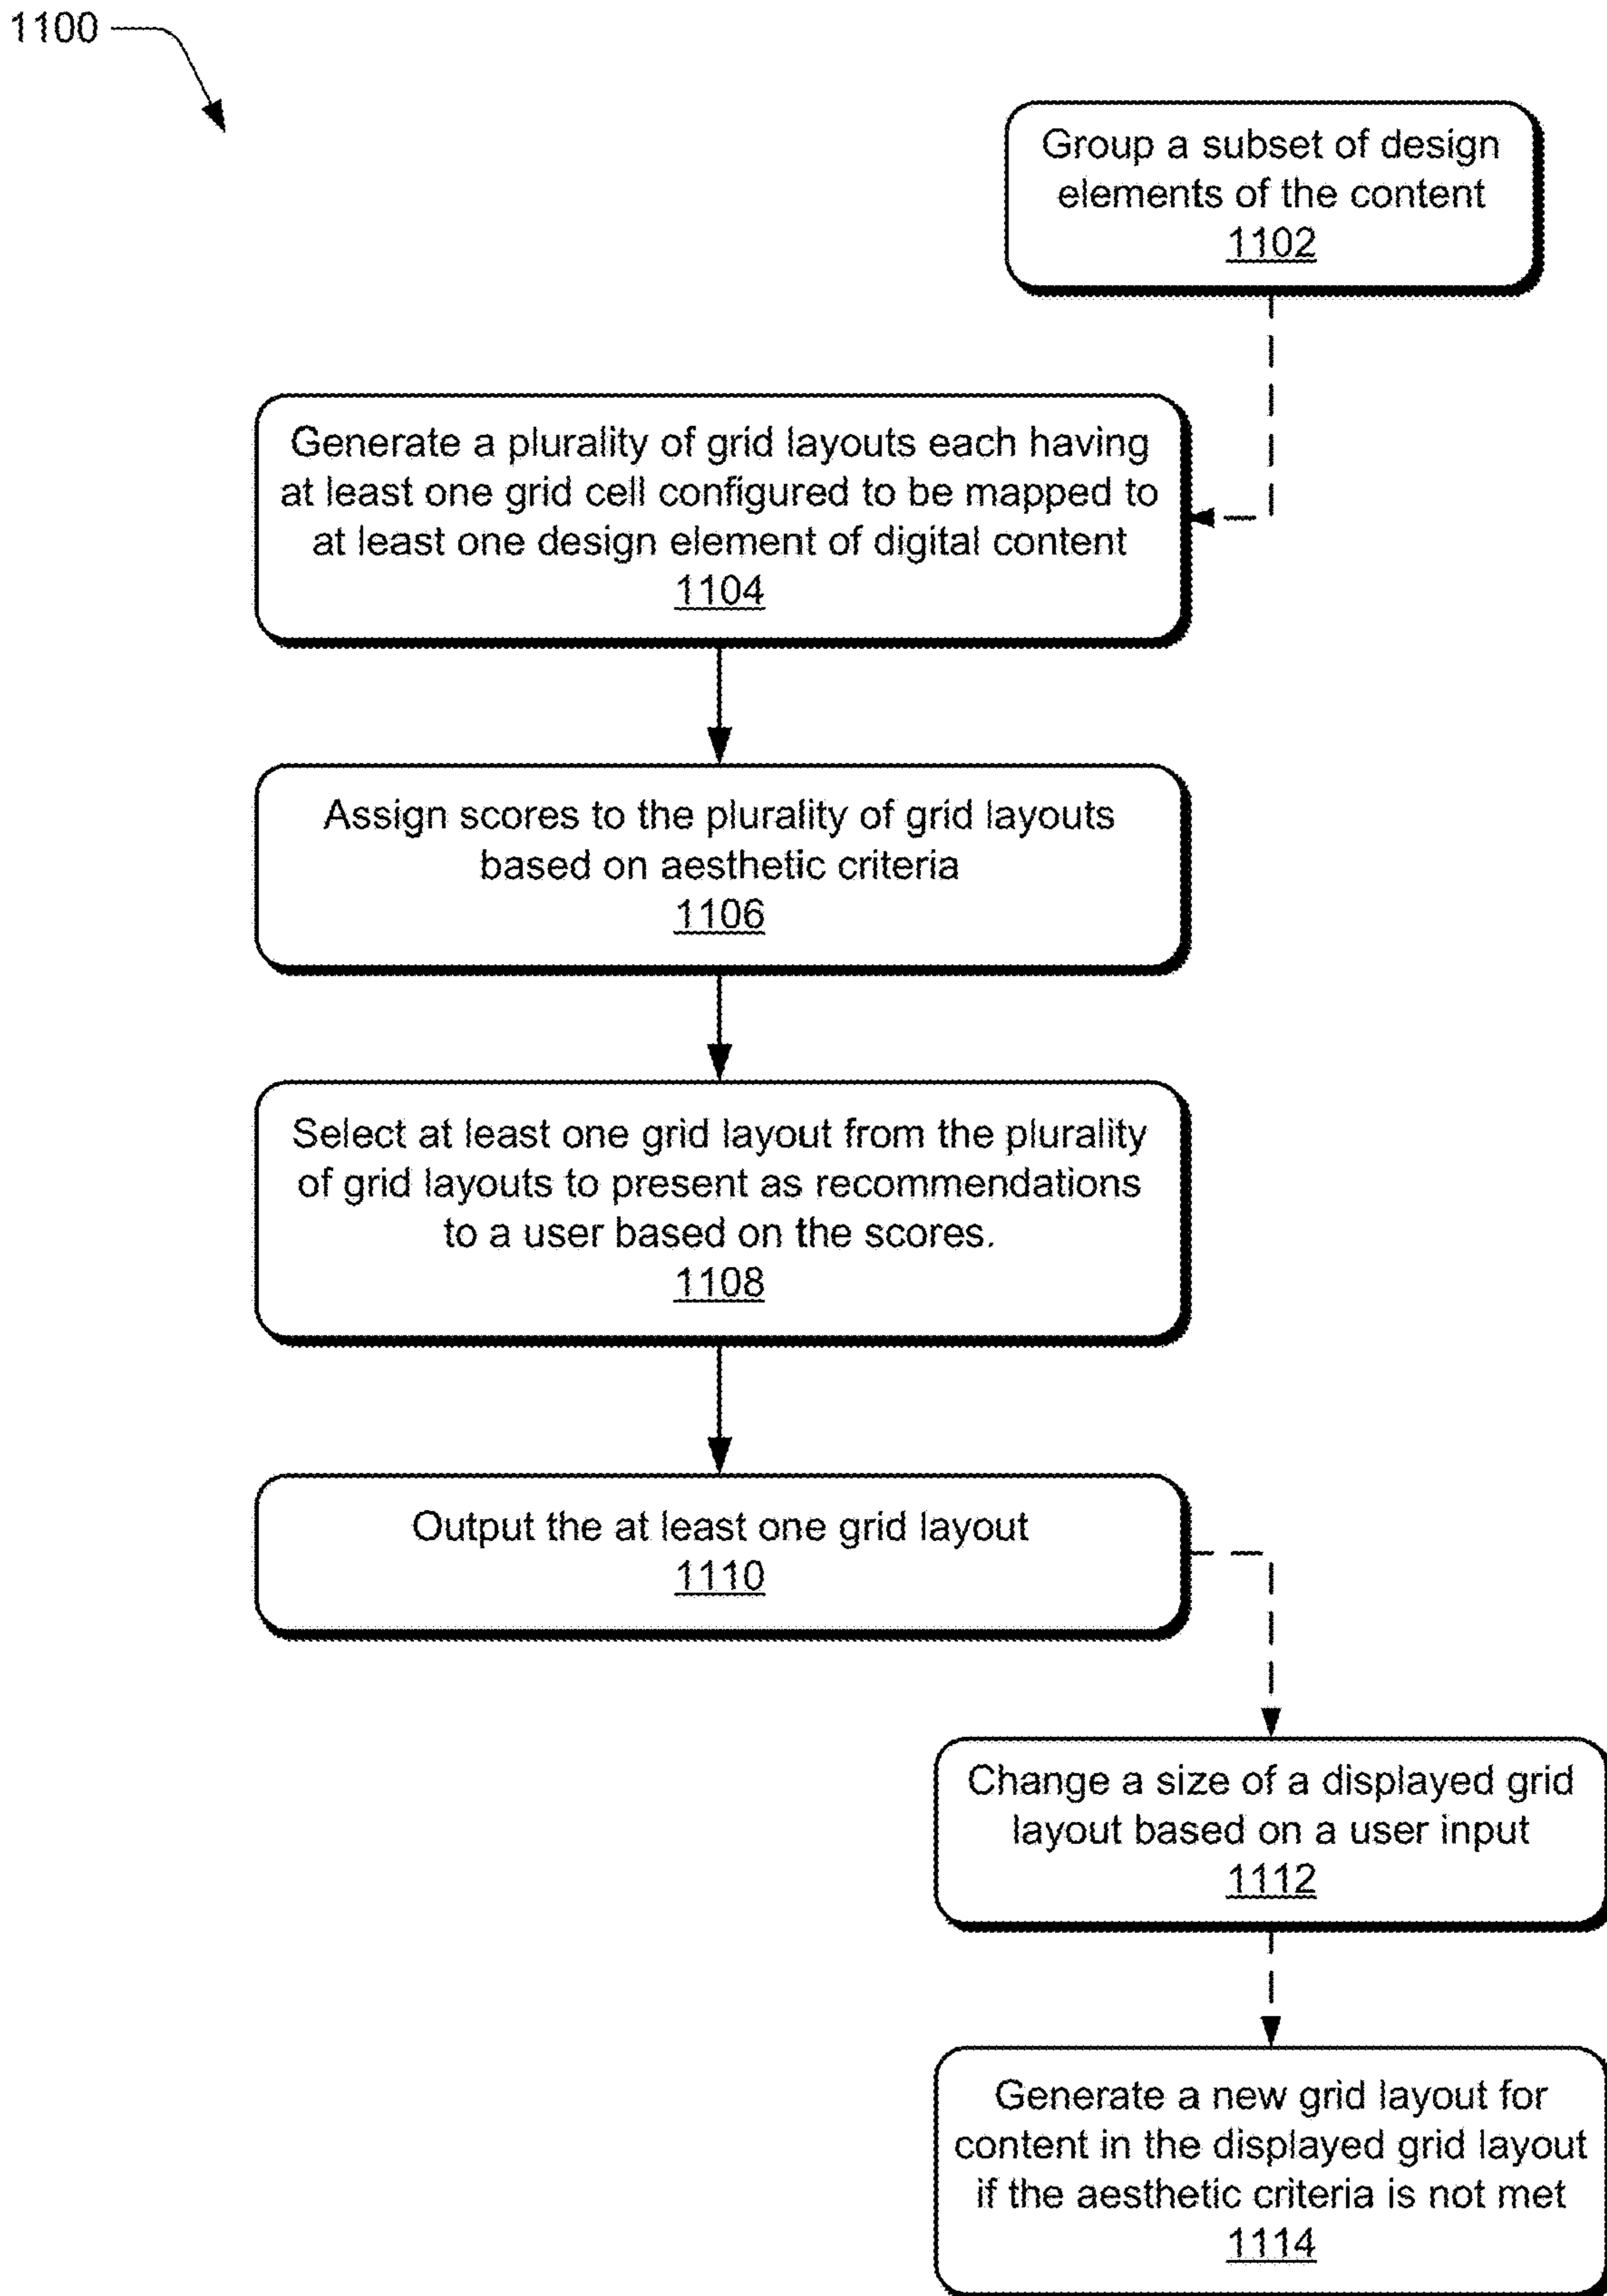 1100
Group a subset of design
elements of the content
1102
Generate a plurality of grid layouts each having
at least one grid cell configured to be mapped to
at least one design element of digital content
1104
Assign scores to the plurality of grid layouts
based on aesthetic criteria
1106
Select at least one grid layout from the plurality
of grid layouts to present as recommendations
to a user based on the scores.
1108
Output the at least one grid layout
1110
Change a size of a displayed grid
layout based on a user input
1112
Generate a new grid layout for
content in the displayed grid layout
if the aesthetic criteria is not met
1114